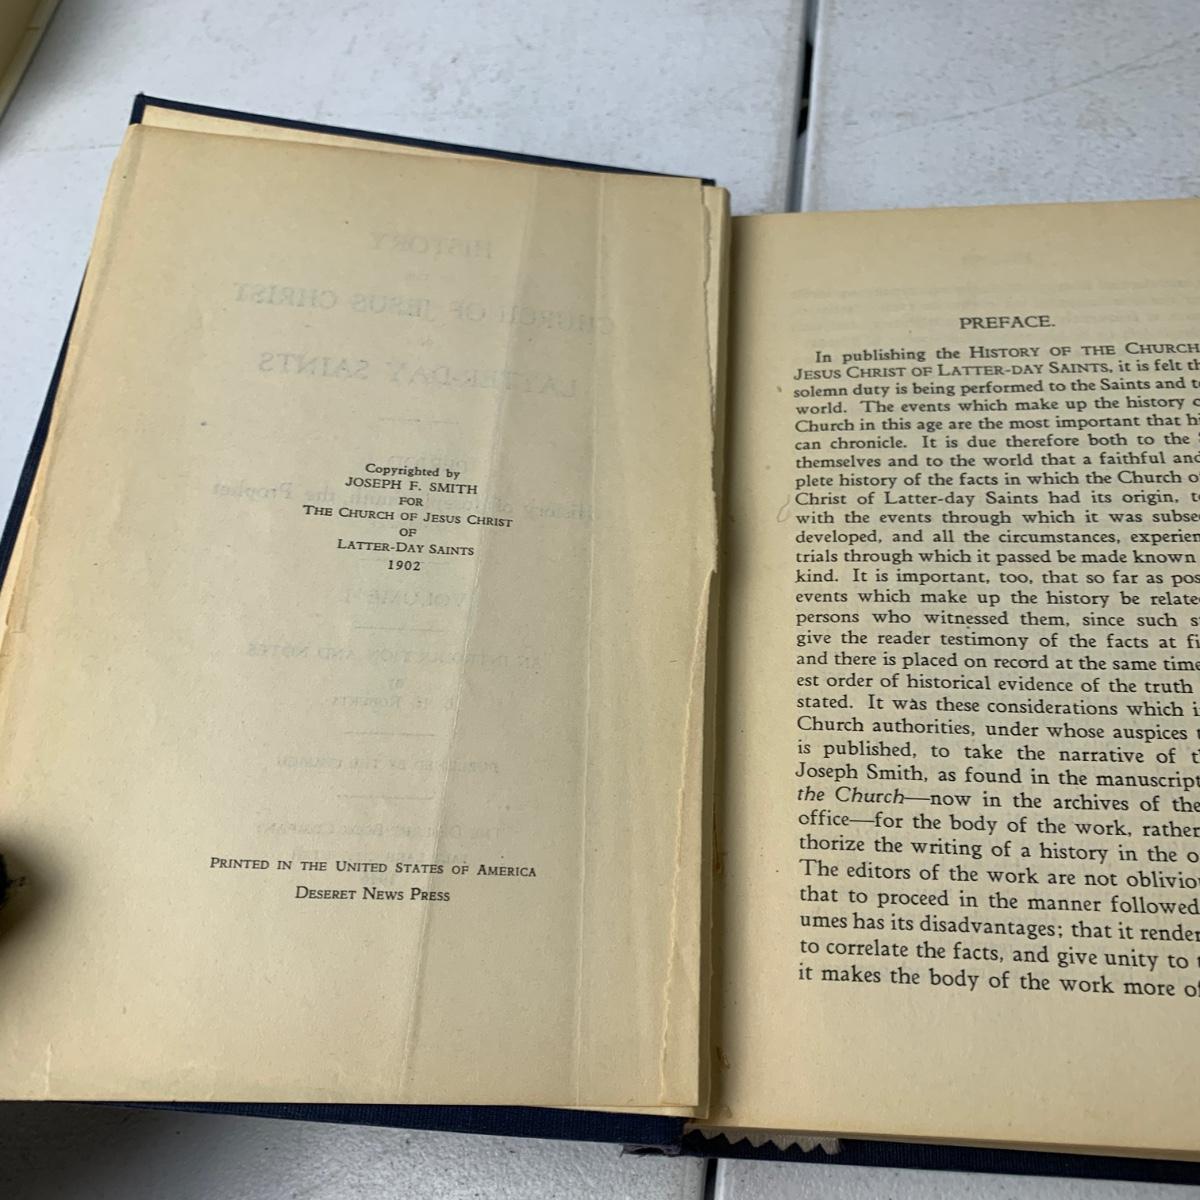 Copyrighted by
JOSEPH F. SMITH
FOR
THE CHURCH OF JESUS CHRIST
OF
LATTER-DAY SAINTS
1902
PRINTED IN THE UNITED STATES OF AMERICA
DESERET NEWS PRESS
PREFACE.
In publishing the HISTORY OF THE CHURCH
JESUS CHRIST OF LATTER-DAY SAINTS, it is felt th
solemn duty is being performed to the Saints and t
world. The events which make up the history o
Church in this age are the most important that hi
can chronicle. It is due therefore both to the
themselves and to the world that a faithful and
plete history of the facts in which the Church o
Christ of Latter-day Saints had its origin, t
with the events through which it was subse
developed, and all the circumstances, experien
trials through which it passed be made known
kind. It is important, too, that so far as pos
events which make up the history be relate
persons who witnessed them, since such s
give the reader testimony of the facts at fi
and there is placed on record at the same time
est order of historical evidence of the truth
stated. It was these considerations which i
Church authorities, under whose auspices t
is published, to take the narrative of t
Joseph Smith, as found in the manuscript
the Church—now in the archives of the
office—for the body of the work, rather
thorize the writing of a history in the o
The editors of the work are not oblivio
that to proceed in the manner followed
umes has its disadvantages; that it render
to correlate the facts, and give unity to t
it makes the body of the work more of